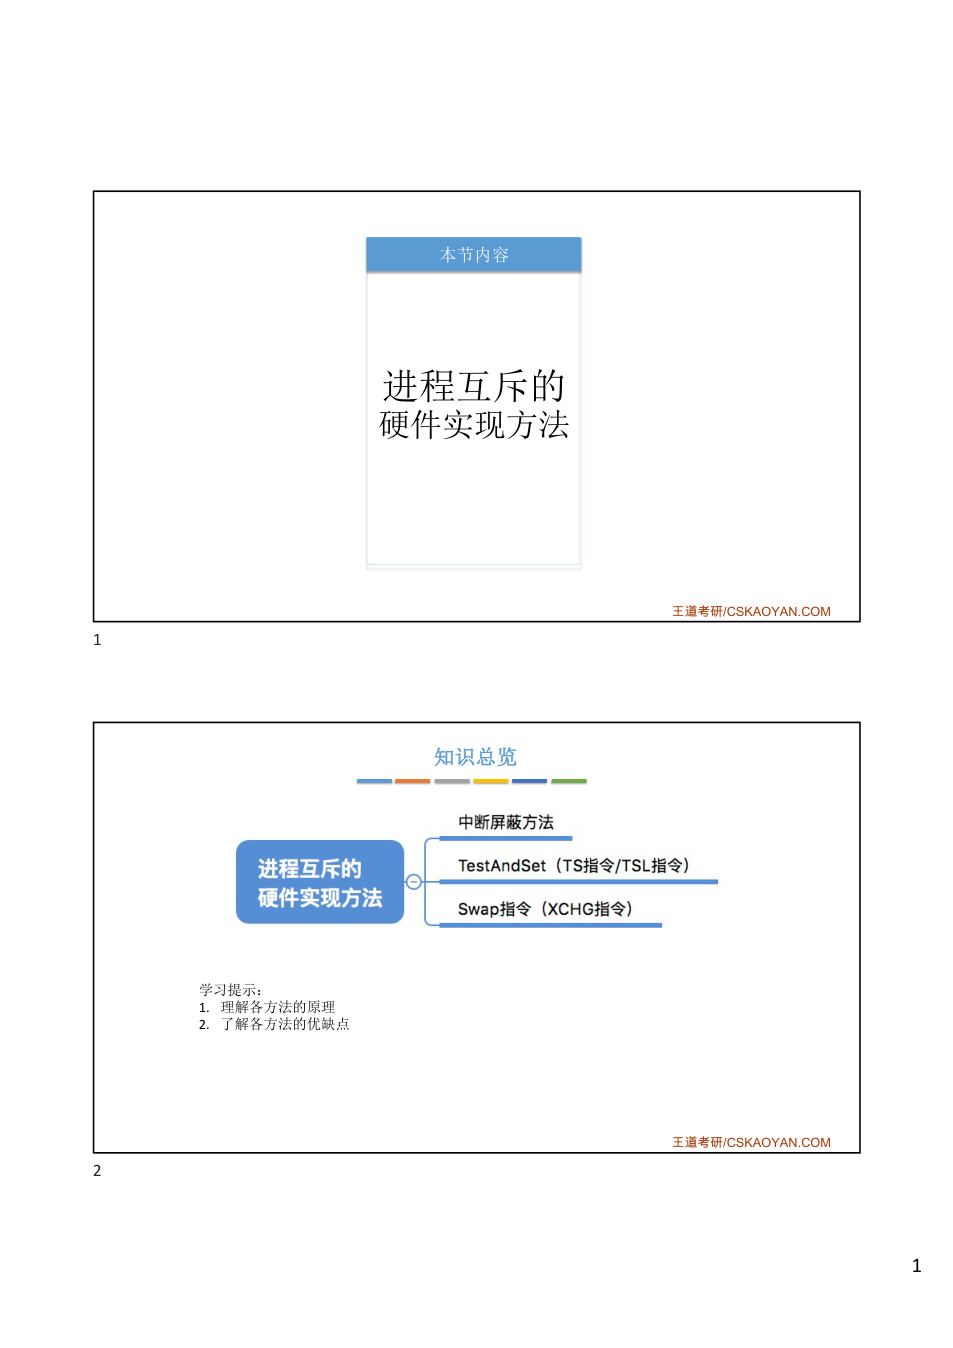 本节内容
进程互斥的
硬件实现方法
王道考研/CSKAOYAN.COM
1
知识总览
进程互斥的
硬件实现方法
中断屏蔽方法
TestAndSet（TS指令/TSL指令）
Swap指令（XCHG指令）
学习提示：
1. 理解各方法的原理
2. 了解各方法的优缺点
王道考研/CSKAOYAN.COM
2
1